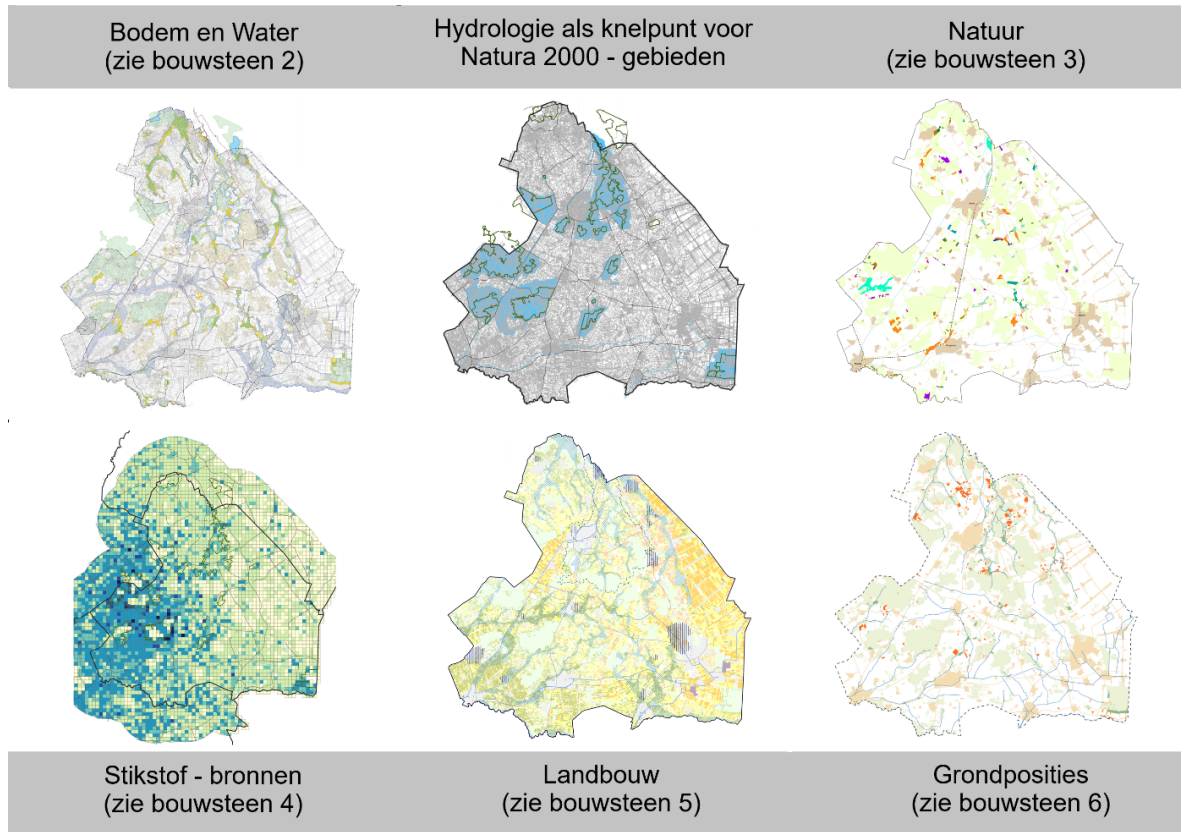 Bodem en Water
(zie bouwsteen 2)
Hydrologie als knelpunt voor
Natura 2000 - gebieden
Natuur
(zie bouwsteen 3)
Stikstof - bronnen
(zie bouwsteen 4)
Landbouw
(zie bouwsteen 5)
Grondposities
(zie bouwsteen 6)